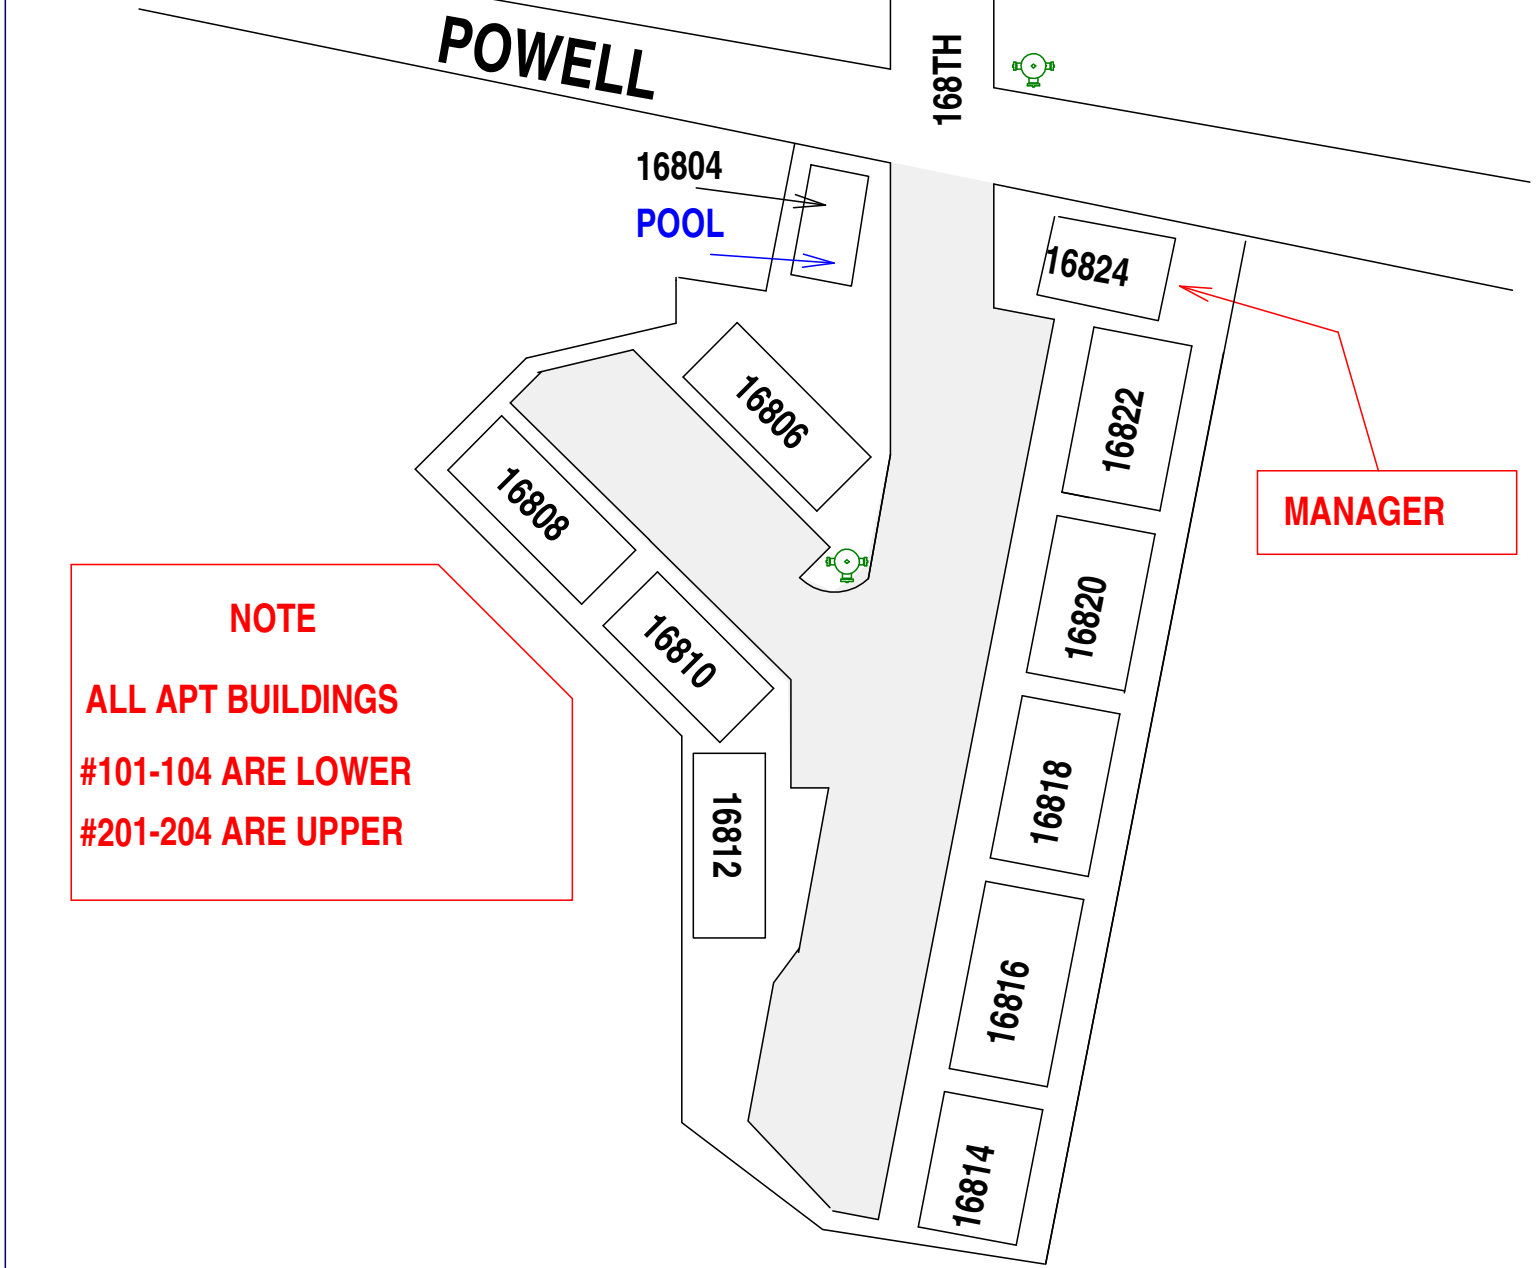 POWELL
168TH
16804
POOL
16824
16806
16822
MANAGER
16808
16820
16810
16818
16812
16816
16814
NOTE
ALL APT BUILDINGS
#101-104 ARE LOWER
#201-204 ARE UPPER